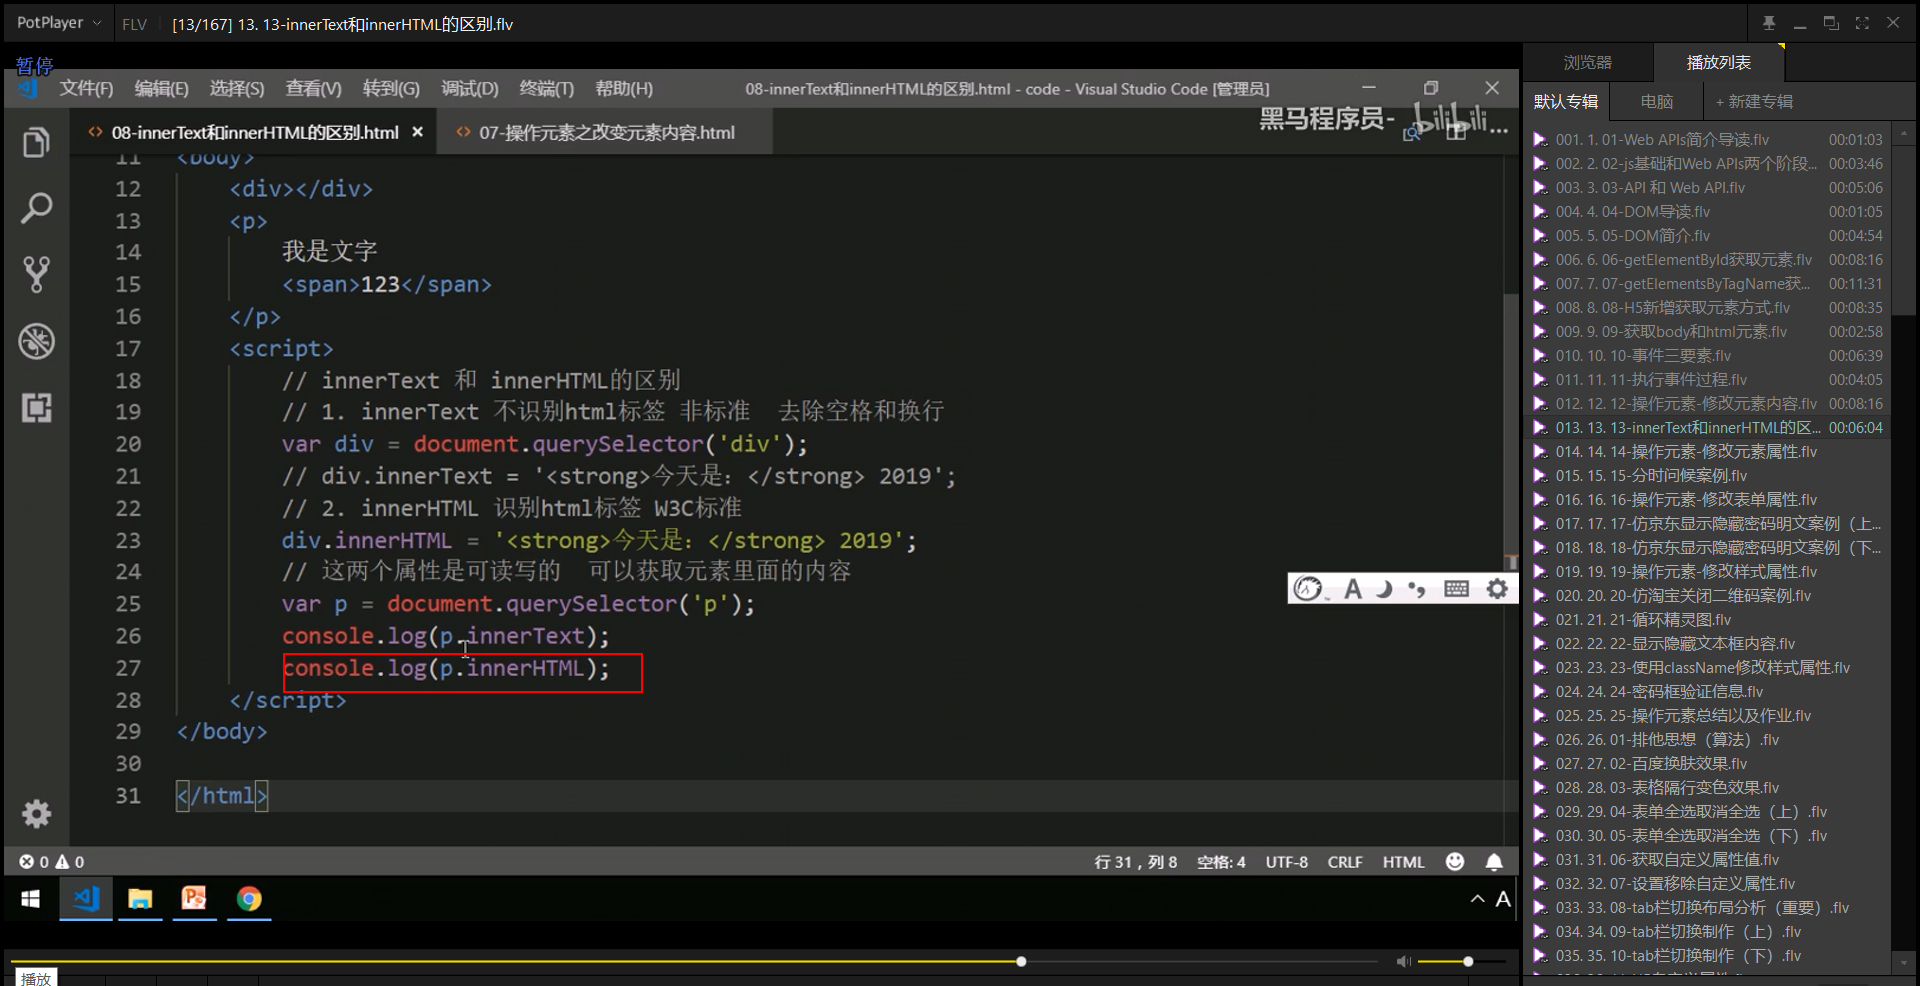 PotPlayer
FLV
[13/167] 13. 13-innerText和innerHTML的区别.flv
暂停
文件(F) 编辑(E) 选择(S) 查看(V) 转到(G) 调试(D) 终端(T) 帮助(H)
08-innerText和innerHTML的区别.html - code - Visual Studio Code [管理员]
黑马程序员-
bilibili
08-innerText和innerHTML的区别.html
07-操作元素之改变元素内容.html
11 <body>
12 <div></div>
13 <p>
14 我是文字
15 <span>123</span>
16 </p>
17 <script>
18 // innerText 和 innerHTML的区别
19 // 1. innerText 不识别html标签 非标准 去除空格和换行
20 var div = document.querySelector('div');
21 // div.innerText = '<strong>今天是：</strong> 2019';
22 // 2. innerHTML 识别html标签 W3C标准
23 div.innerHTML = '<strong>今天是：</strong> 2019';
24 // 这两个属性是可读写的 可以获取元素里面的内容
25 var p = document.querySelector('p');
26 console.log(p.innerText);
27 console.log(p.innerHTML);
28 </script>
29 </body>
30
31 </html>
0 0
行 31，列 8 空格: 4 UTF-8 CRLF HTML
A
A
播放
浏览器 播放列表
默认专辑 电脑 + 新建专辑
001. 1. 01-Web APIs简介导读.flv 00:01:03
002. 2. 02-js基础和Web APIs两个阶段... 00:03:46
003. 3. 03-API 和 Web API.flv 00:05:06
004. 4. 04-DOM导读.flv 00:01:05
005. 5. 05-DOM简介.flv 00:04:54
006. 6. 06-getElementById获取元素.flv 00:08:16
007. 7. 07-getElementsByTagName获... 00:11:31
008. 8. 08-H5新增获取元素方式.flv 00:08:35
009. 9. 09-获取body和html元素.flv 00:02:58
010. 10. 10-事件三要素.flv 00:06:39
011. 11. 11-执行事件过程.flv 00:04:05
012. 12. 12-操作元素-修改元素内容.flv 00:08:16
013. 13. 13-innerText和innerHTML的区... 00:06:04
014. 14. 14-操作元素-修改元素属性.flv
015. 15. 15-分时问候案例.flv
016. 16. 16-操作元素-修改表单属性.flv
017. 17. 17-仿京东显示隐藏密码明文案例（上...
018. 18. 18-仿京东显示隐藏密码明文案例（下...
019. 19. 19-操作元素-修改样式属性.flv
020. 20. 20-仿淘宝关闭二维码案例.flv
021. 21. 21-循环精灵图.flv
022. 22. 22-显示隐藏文本框内容.flv
023. 23. 23-使用className修改样式属性.flv
024. 24. 24-密码框验证信息.flv
025. 25. 25-操作元素总结以及作业.flv
026. 26. 01-排他思想（算法）.flv
027. 27. 02-百度换肤效果.flv
028. 28. 03-表格隔行变色效果.flv
029. 29. 04-表单全选取消全选（上）.flv
030. 30. 05-表单全选取消全选（下）.flv
031. 31. 06-获取自定义属性值.flv
032. 32. 07-设置移除自定义属性.flv
033. 33. 08-tab栏切换布局分析（重要）.flv
034. 34. 09-tab栏切换制作（上）.flv
035. 35. 10-tab栏切换制作（下）.flv